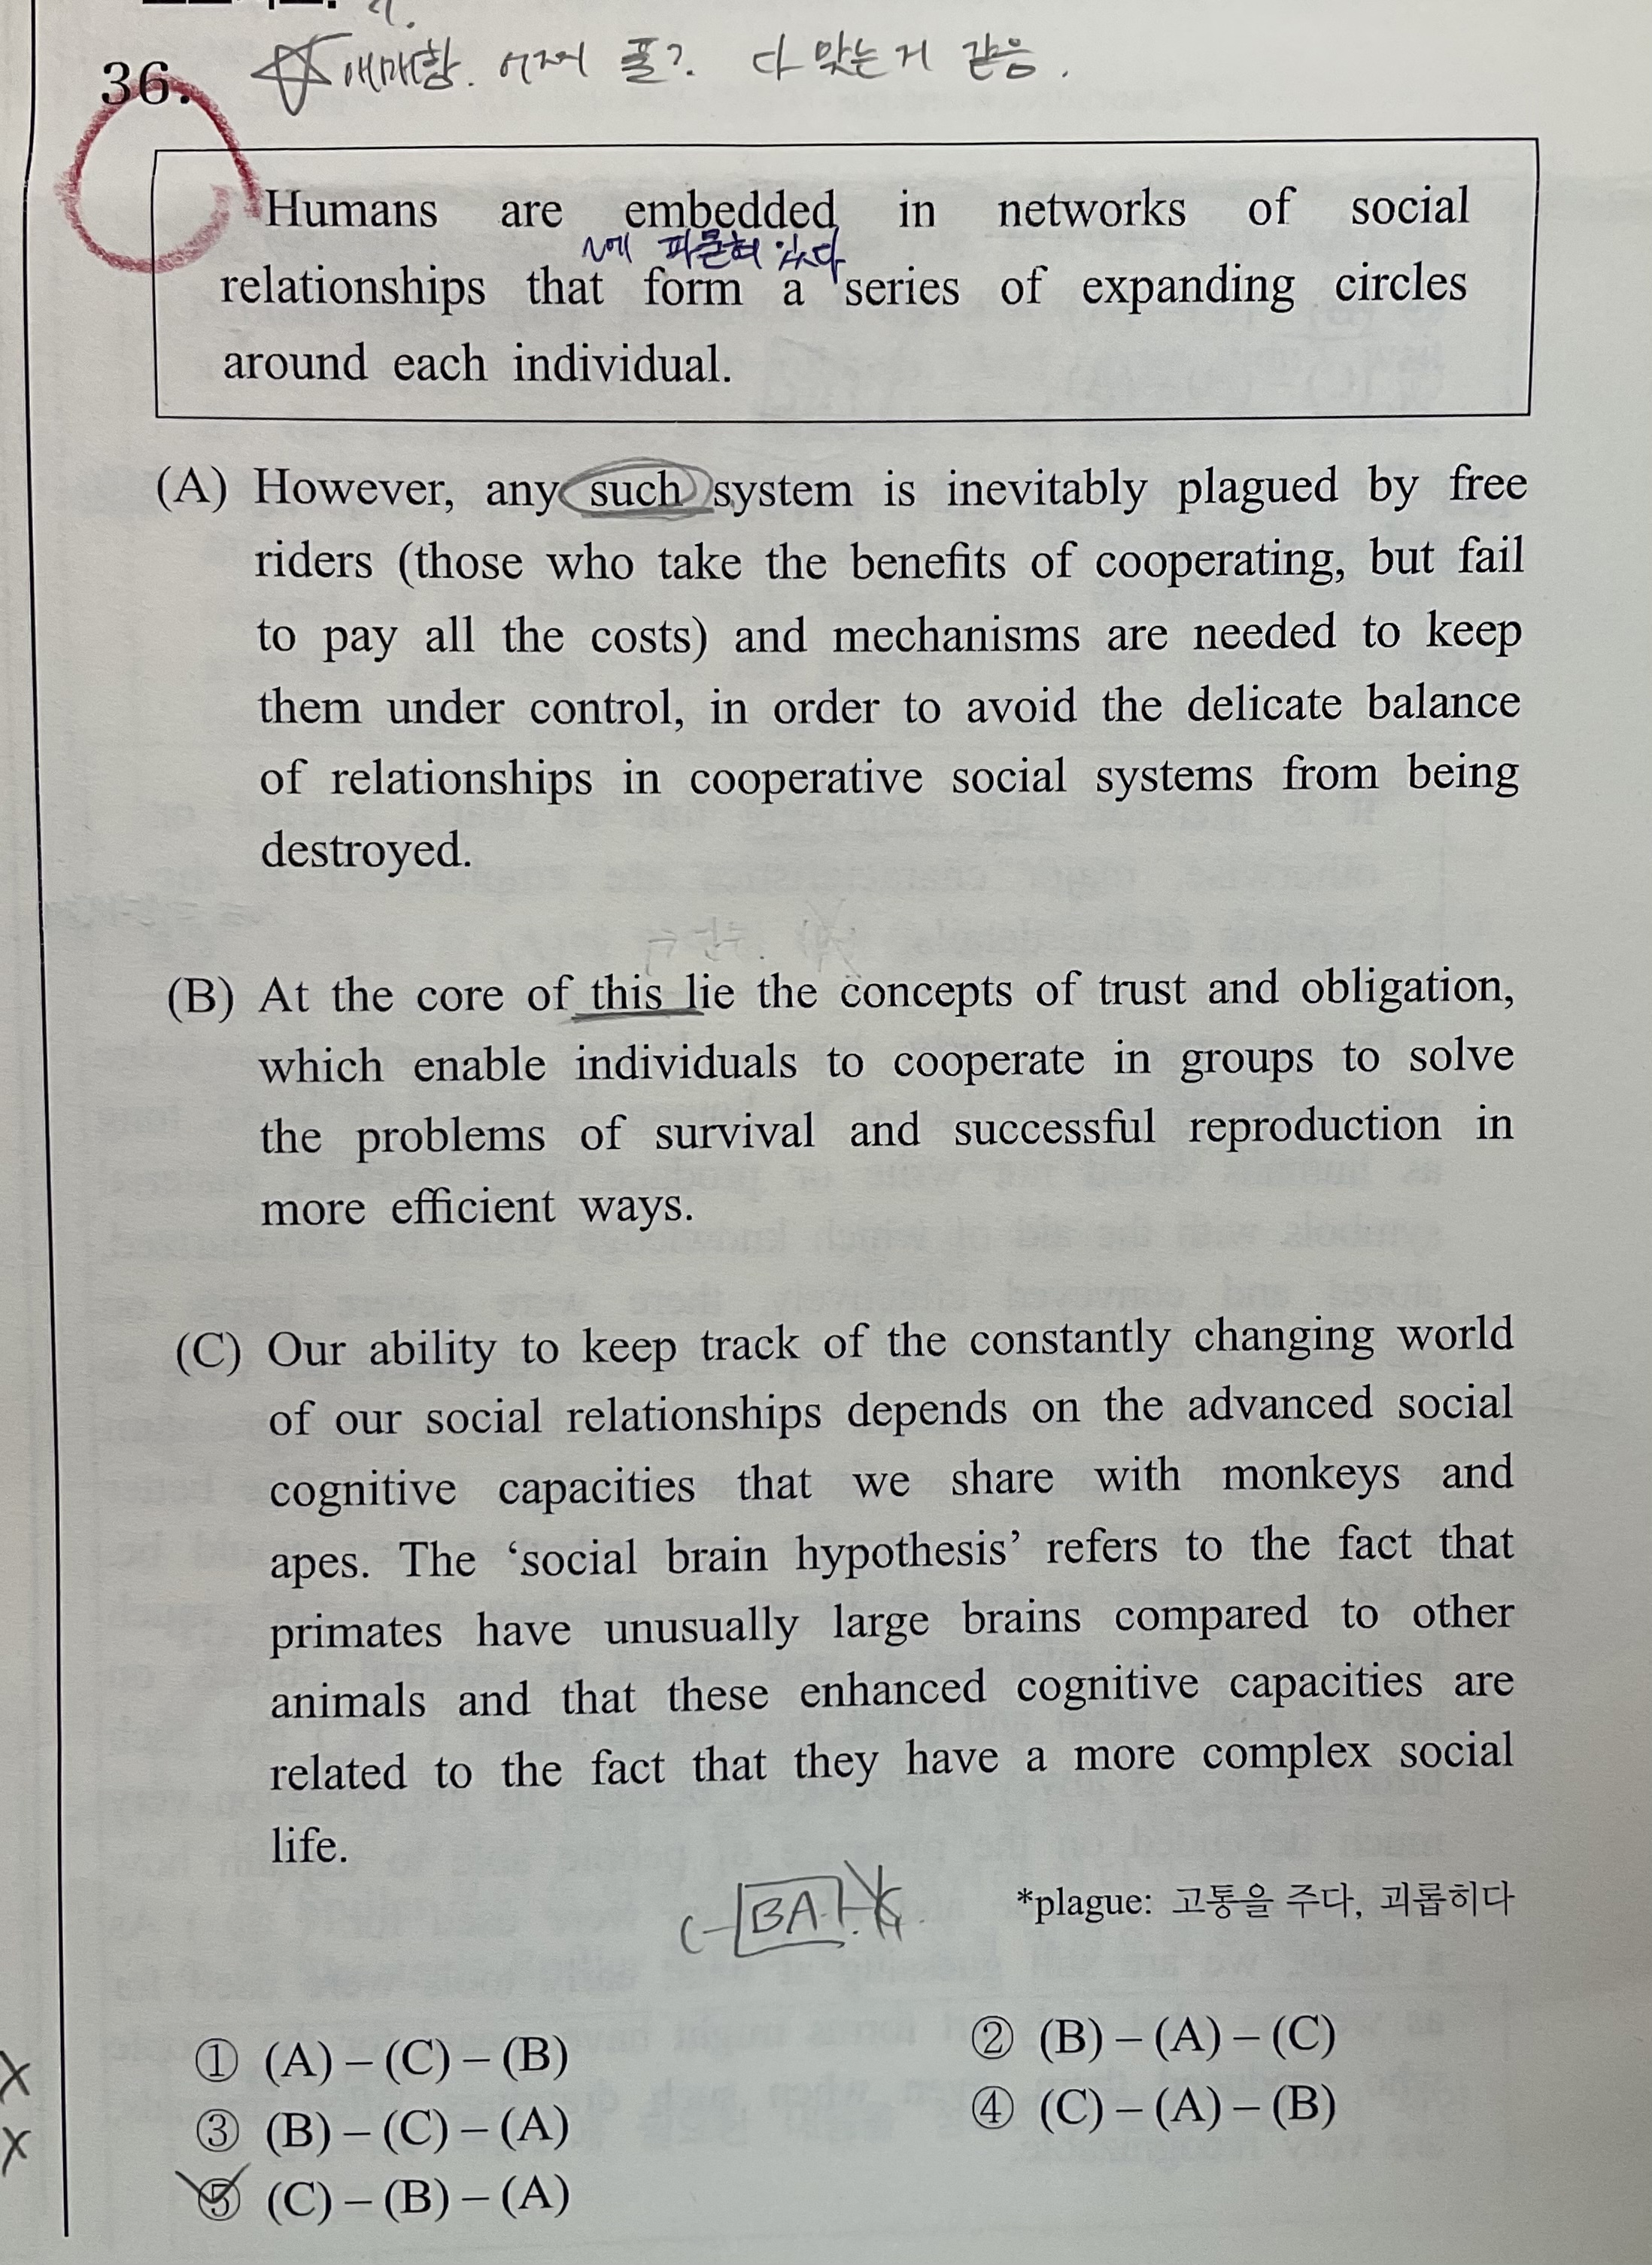 36.
☆ 애매함. 어쩌 풂? 다 맞는거 같음.
Humans are embedded in networks of social
~에 파묻혀 있다
relationships that form a series of expanding circles
around each individual.
(A) However, any such system is inevitably plagued by free
riders (those who take the benefits of cooperating, but fail
to pay all the costs) and mechanisms are needed to keep
them under control, in order to avoid the delicate balance
of relationships in cooperative social systems from being
destroyed.
(B) At the core of this lie the concepts of trust and obligation,
which enable individuals to cooperate in groups to solve
the problems of survival and successful reproduction in
more efficient ways.
(C) Our ability to keep track of the constantly changing world
of our social relationships depends on the advanced social
cognitive capacities that we share with monkeys and
apes. The ‘social brain hypothesis’ refers to the fact that
primates have unusually large brains compared to other
animals and that these enhanced cognitive capacities are
related to the fact that they have a more complex social
life.
*plague: 고통을 주다, 괴롭히다
C-BA
① (A) – (C) – (B)
② (B) – (A) – (C)
③ (B) – (C) – (A)
④ (C) – (A) – (B)
⑤ (C) – (B) – (A)